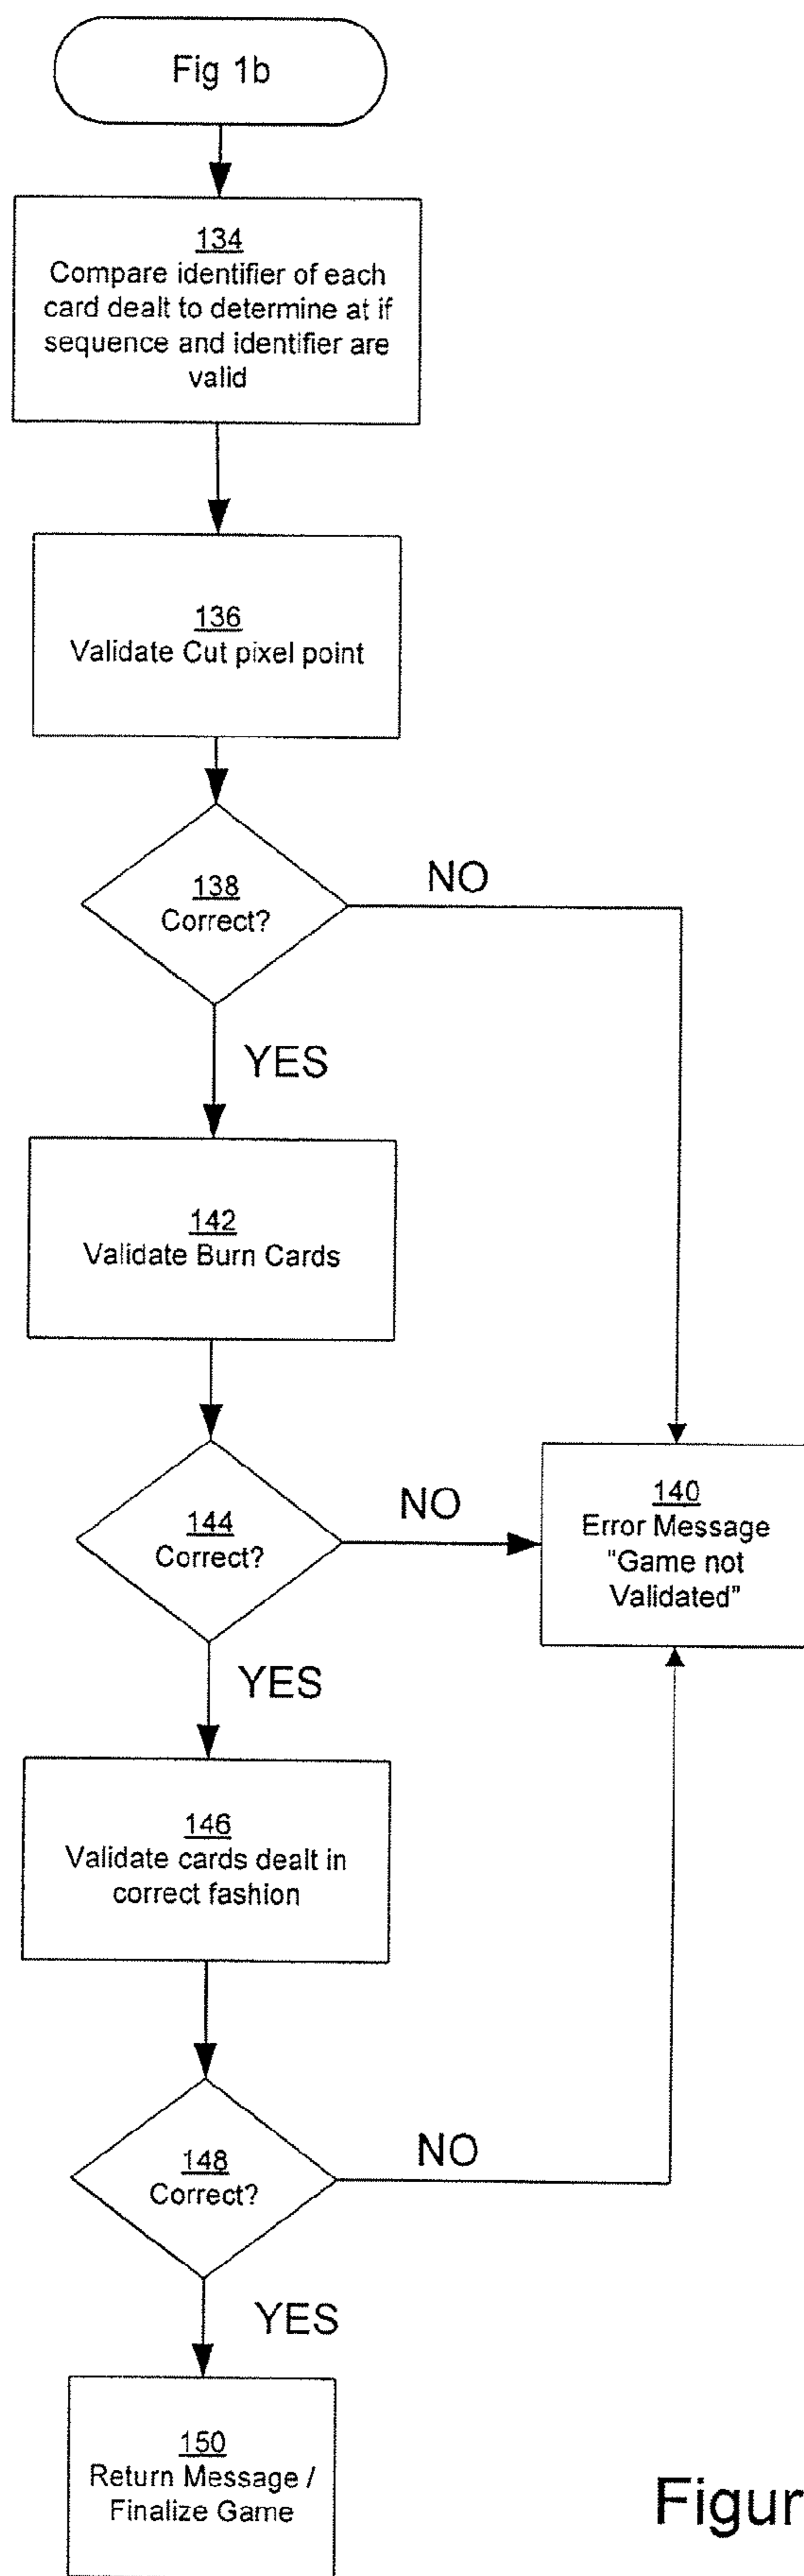 Fig 1b
134
Compare identifier of each
card dealt to determine at if
sequence and identifier are
valid
136
Validate Cut pixel point
138
Correct?
NO
YES
142
Validate Burn Cards
144
Correct?
NO
140
Error Message
"Game not
Validated"
YES
146
Validate cards dealt in
correct fashion
148
Correct?
NO
YES
150
Return Message /
Finalize Game
Figur